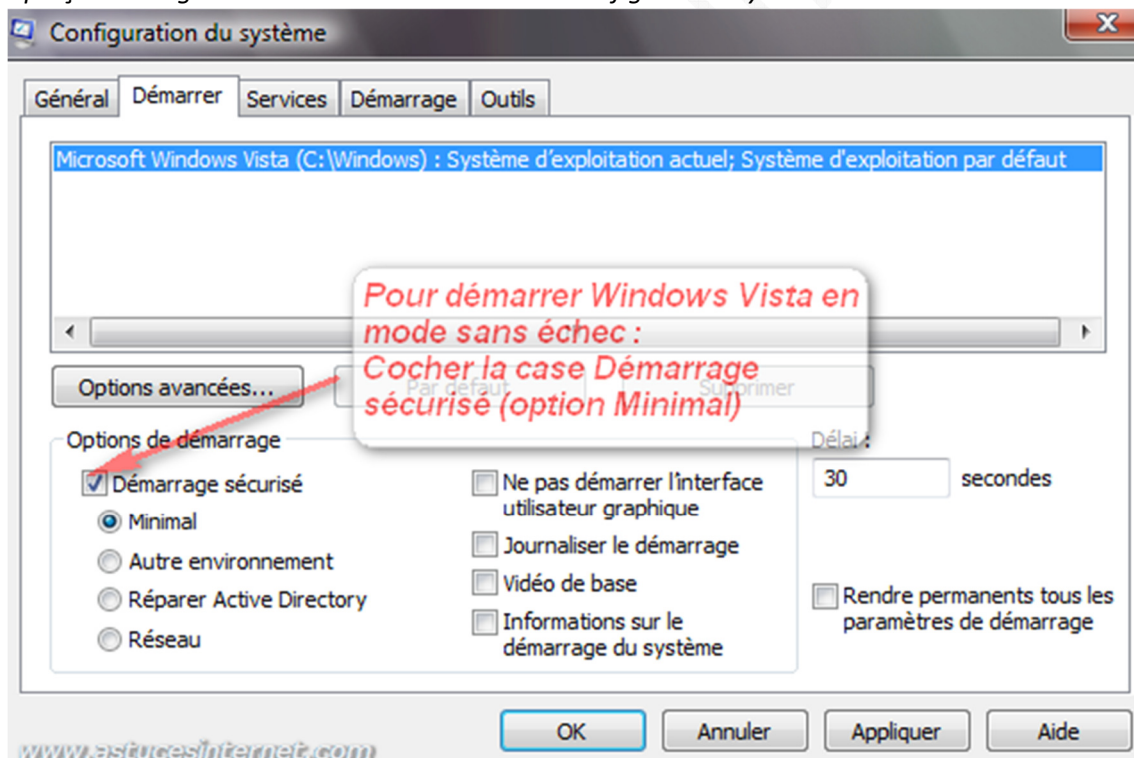 Configuration du système
Général Démarrer Services Démarrage Outils
Microsoft Windows Vista (C:\Windows) : Système d'exploitation actuel; Système d'exploitation par défaut
Pour démarrer Windows Vista en
mode sans échec :
Cocher la case Démarrage
sécurisé (option Minimal)
Options avancées... Par défaut Supprimer
Options de démarrage
Délai :
Démarrage sécurisé
Minimal
Autre environnement
Réparer Active Directory
Réseau
Ne pas démarrer l'interface
utilisateur graphique
Journaliser le démarrage
Vidéo de base
Informations sur le
démarrage du système
30 secondes
Rendre permanents tous les
paramètres de démarrage
OK Annuler Appliquer Aide
www.astucesinternet.com